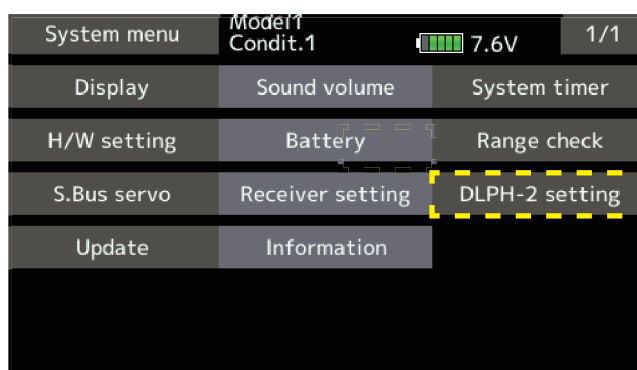 System menu
Model1
Condit.1
7.6V
1/1
Display
Sound volume
System timer
H/W setting
Battery
Range check
S.Bus servo
Receiver setting
DLPH-2 setting
Update
Information